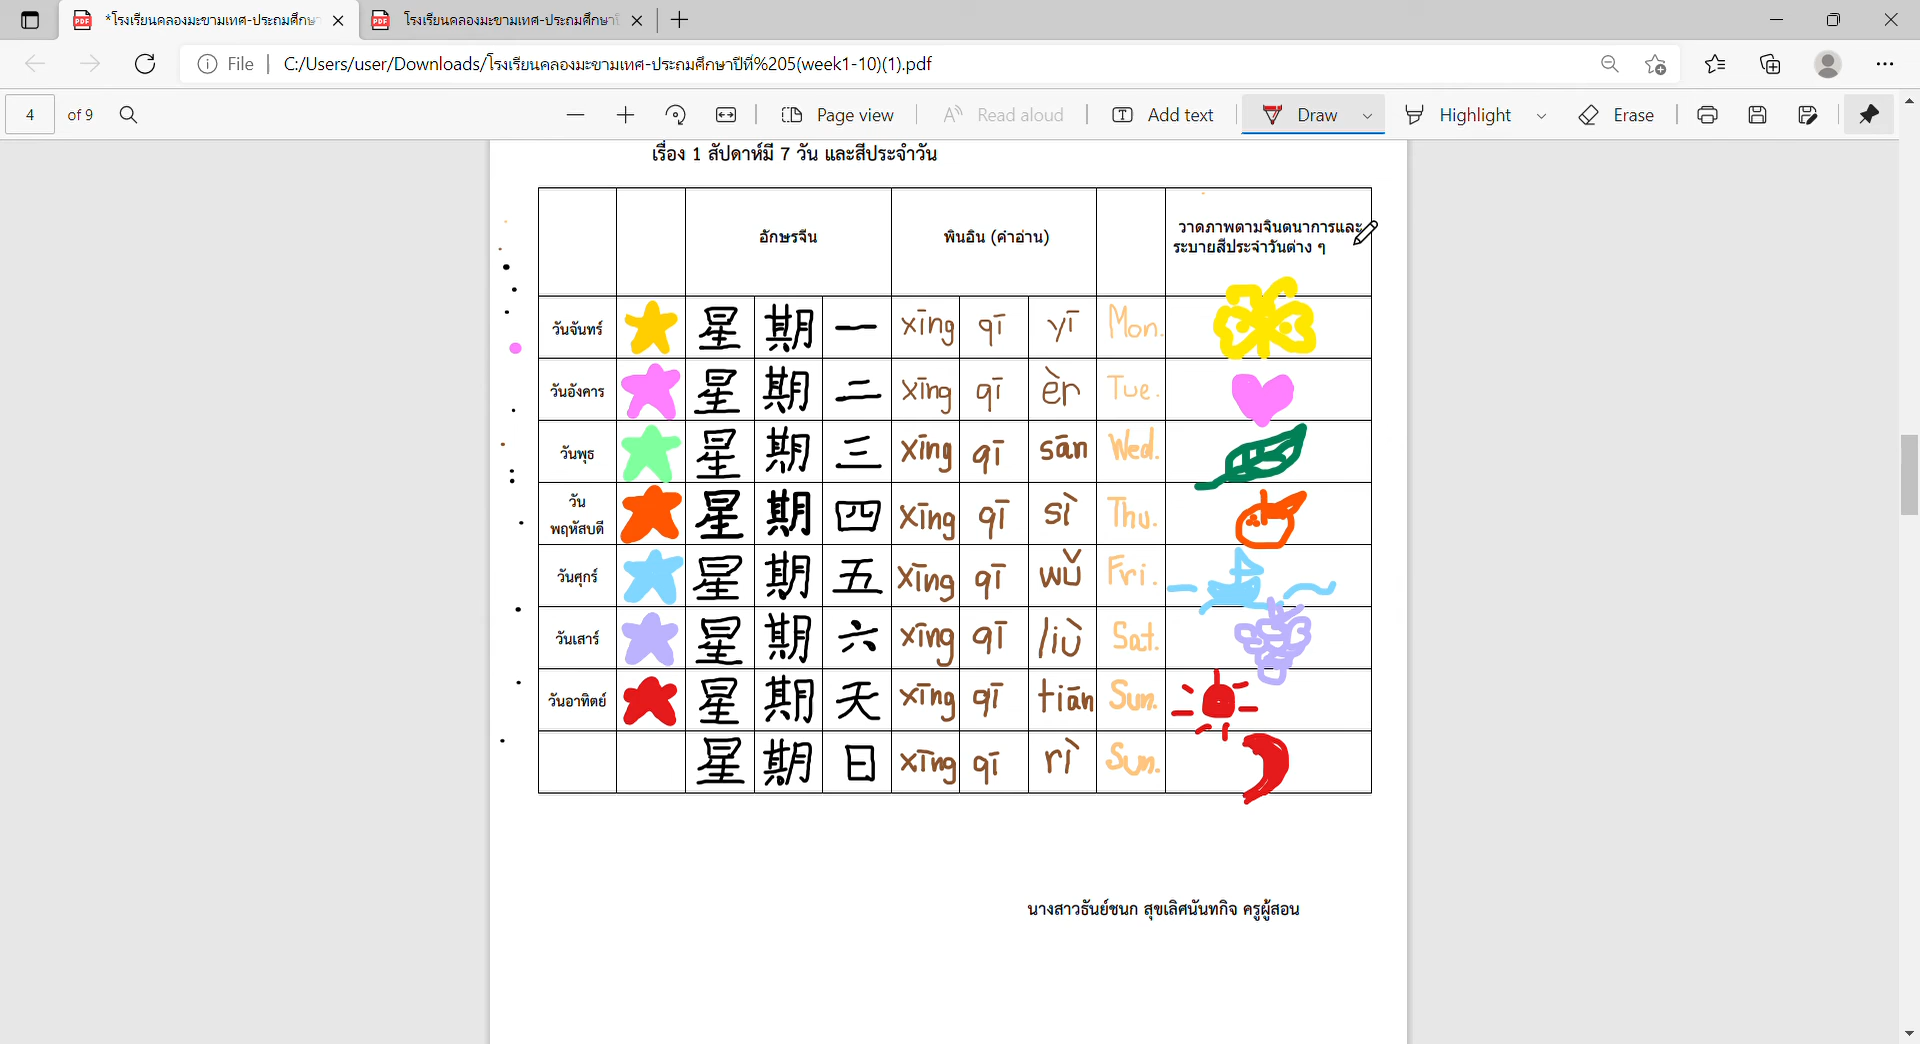 *โรงเรียนคลองมะขามเทศ-ประถมศึกษา
โรงเรียนคลองมะขามเทศ-ประถมศึกษา
File
C:/Users/user/Downloads/โรงเรียนคลองมะขามเทศ-ประถมศึกษาปีที่%205(week1-10)(1).pdf
4 of 9
Page view
Read aloud
Add text
Draw
Highlight
Erase
เรื่อง 1 สัปดาห์มี 7 วัน และสีประจำวัน
อักษรจีน พินอิน (คำอ่าน) วาดภาพตามจินตนาการและ
ระบายสีประจำวันต่าง ๆ
วันจันทร์ 星 期 一 xīng qī yī Mon.
วันอังคาร 星 期 二 xīng qī èr Tue.
วันพุธ 星 期 三 xīng qī sān Wed.
วัน
พฤหัสบดี 星 期 四 xīng qī sì Thu.
วันศุกร์ 星 期 五 xīng qī wǔ Fri.
วันเสาร์ 星 期 六 xīng qī liù Sat.
วันอาทิตย์ 星 期 天 xīng qī tiān Sun.
星 期 日 xīng qī rì Sun.
นางสาวธันย์ชนก สุขเลิศนันทกิจ ครูผู้สอน